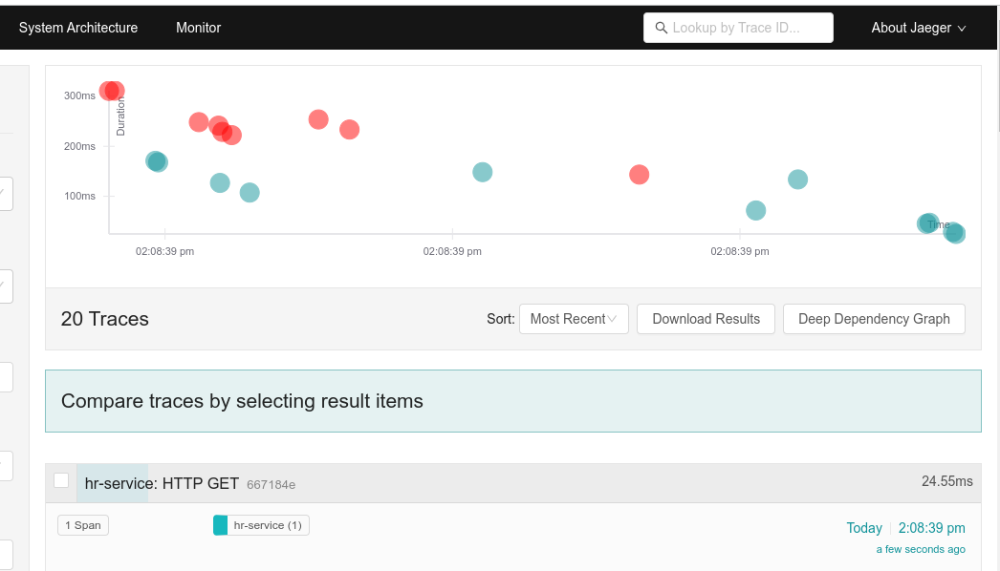 System Architecture Monitor Lookup by Trace ID... About Jaeger
300ms
Duration
200ms
100ms
Time
02:08:39 pm 02:08:39 pm 02:08:39 pm
20 Traces Sort: Most Recent Download Results Deep Dependency Graph
Compare traces by selecting result items
hr-service: HTTP GET 667184e 24.55ms
1 Span hr-service (1) Today 2:08:39 pm
a few seconds ago